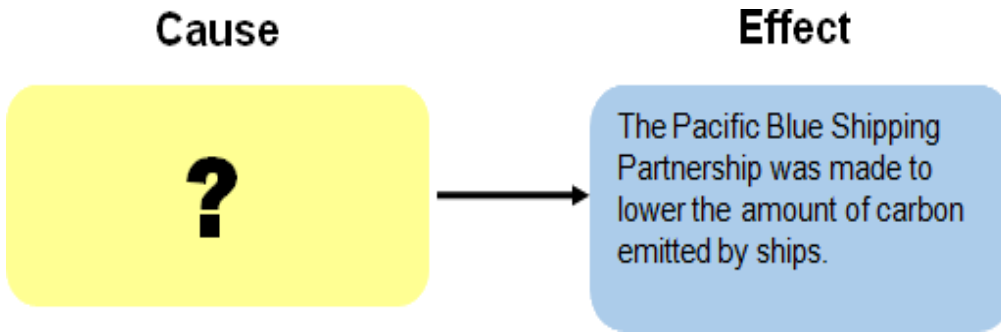 Cause
Effect
?
The Pacific Blue Shipping
Partnership was made to
lower the amount of carbon
emitted by ships.